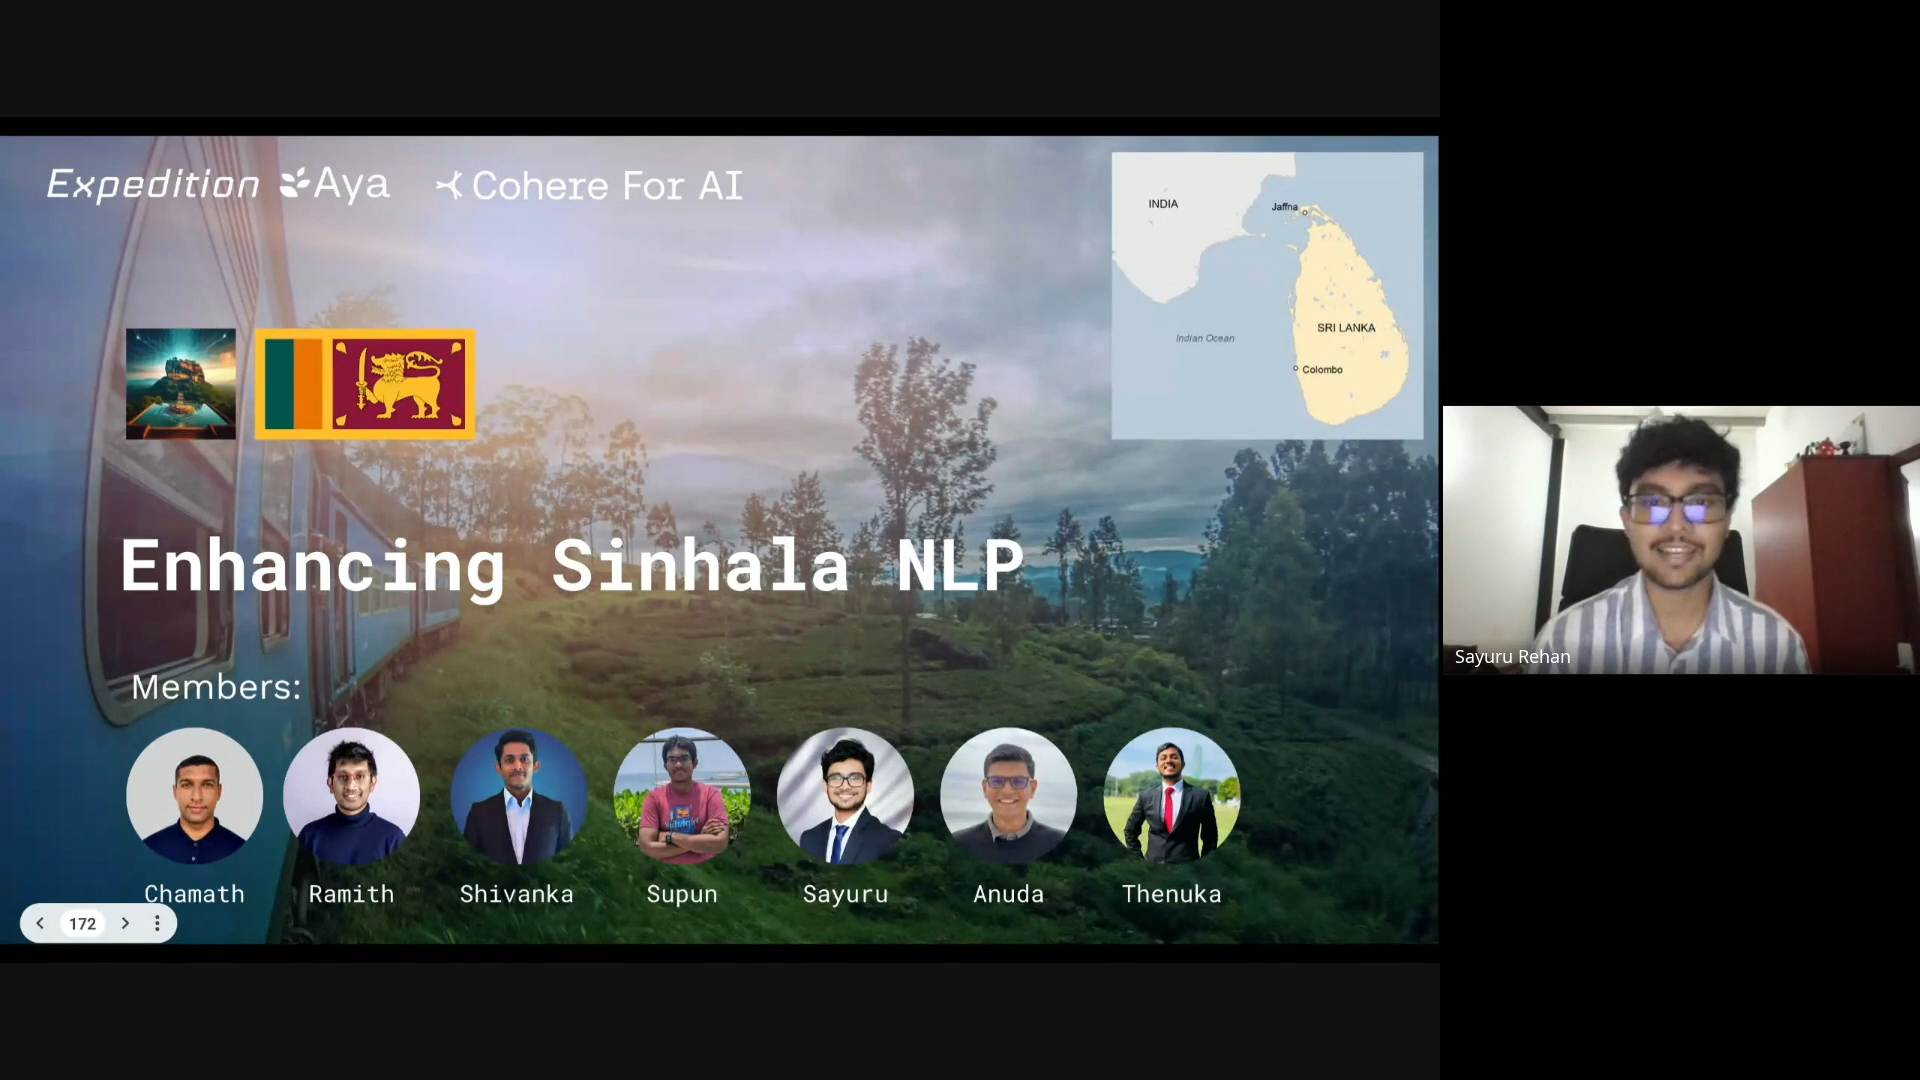 Expedition Aya Cohere For AI
INDIA
Jaffna
SRI LANKA
Indian Ocean
Colombo
Enhancing Sinhala NLP
Members:
Chamath Ramith Shivanka Supun Sayuru Anuda Thenuka
172
Sayuru Rehan